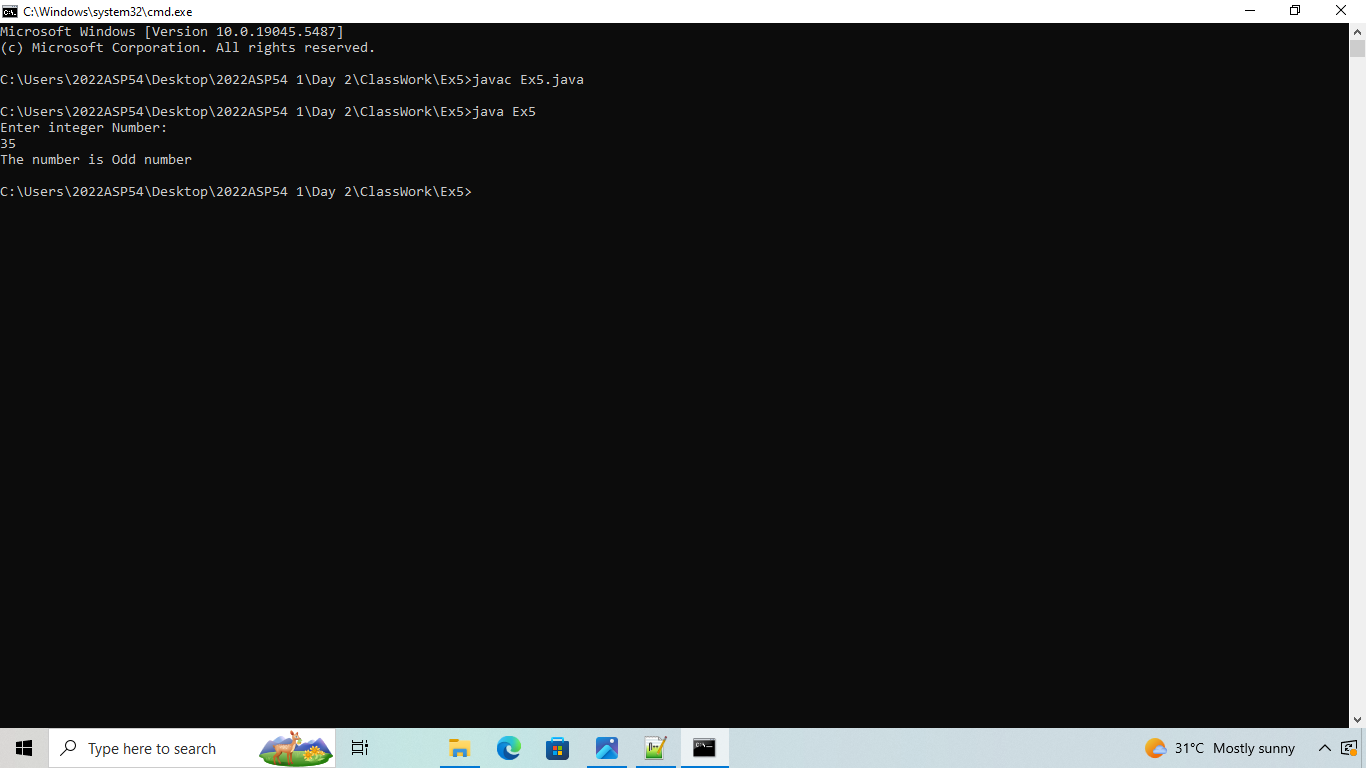 C:\Windows\system32\cmd.exe
Microsoft Windows [Version 10.0.19045.5487]
(c) Microsoft Corporation. All rights reserved.
C:\Users\2022ASP54\Desktop\2022ASP54 1\Day 2\ClassWork\Ex5>javac Ex5.java
C:\Users\2022ASP54\Desktop\2022ASP54 1\Day 2\ClassWork\Ex5>java Ex5
Enter integer Number:
35
The number is Odd number
C:\Users\2022ASP54\Desktop\2022ASP54 1\Day 2\ClassWork\Ex5>
Type here to search
31°C Mostly sunny